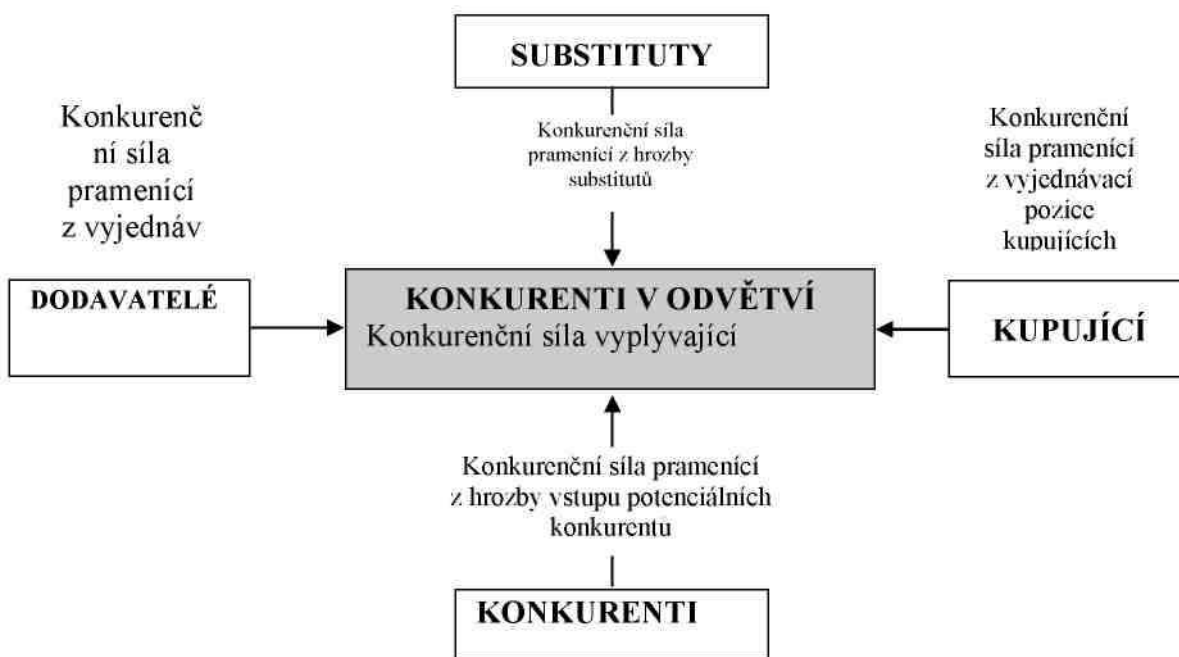 SUBSTITUTY
Konkurenční síla
pramenící z hrozby
substitutů
Konkurenč
ní síla
pramenící
z vyjednáv
Konkurenční
síla pramenící
z vyjednávací
pozice
kupujících
DODAVATELÉ
KONKURENTI V ODVĚTVÍ
Konkurenční síla vyplývající
KUPUJÍCÍ
Konkurenční síla pramenící
z hrozby vstupu potenciálních
konkurentu
KONKURENTI